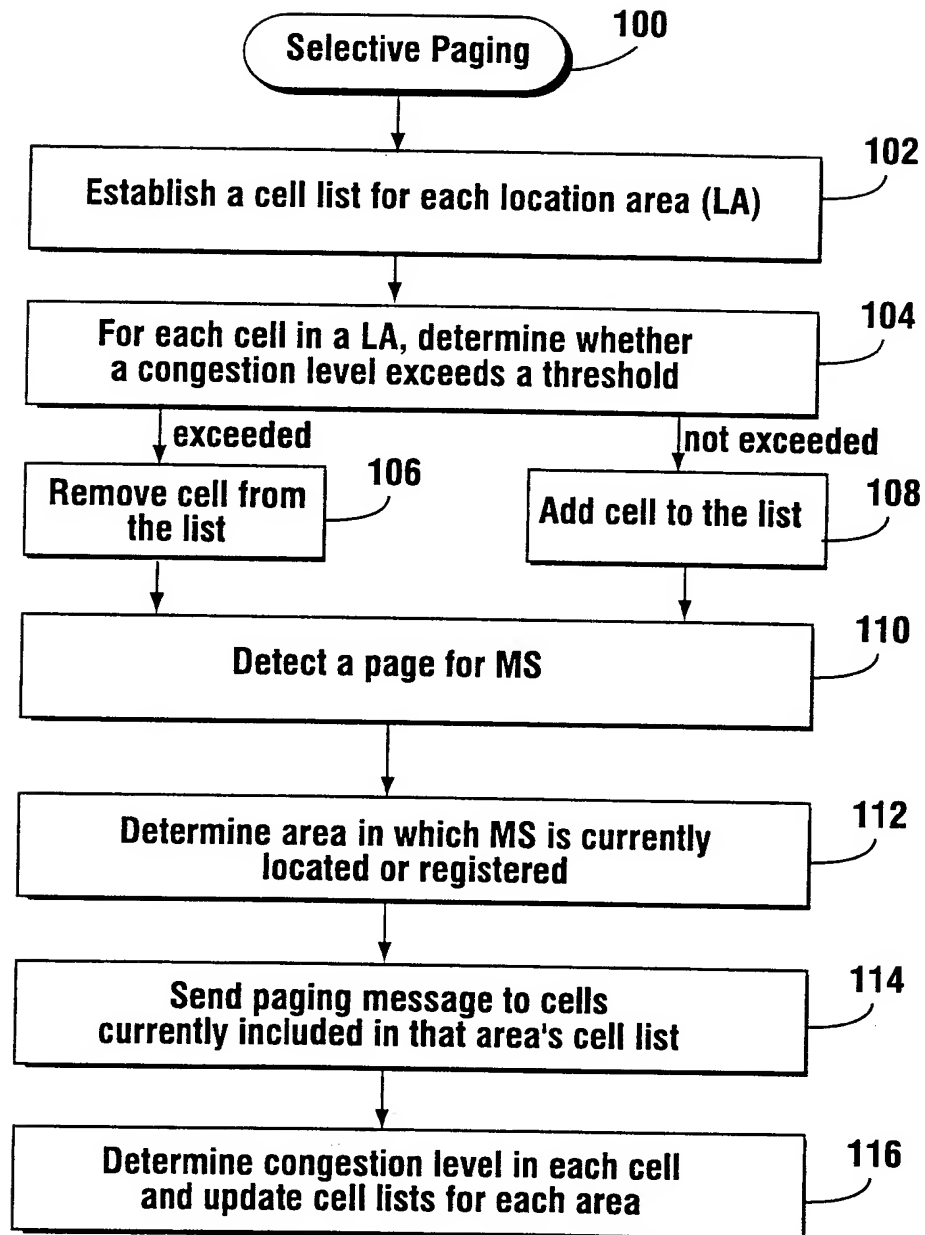 Selective Paging
100
Establish a cell list for each location area (LA)
102
For each cell in a LA, determine whether
a congestion level exceeds a threshold
104
exceeded
not exceeded
Remove cell from
the list
106
Add cell to the list
108
Detect a page for MS
110
Determine area in which MS is currently
located or registered
112
Send paging message to cells
currently included in that area's cell list
114
Determine congestion level in each cell
and update cell lists for each area
116